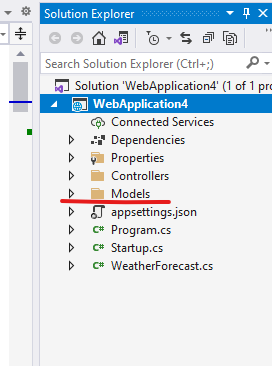 Solution Explorer
Search Solution Explorer (Ctrl+;)
Solution 'WebApplication4' (1 of 1 pro
WebApplication4
Connected Services
Dependencies
Properties
Controllers
Models
appsettings.json
C# Program.cs
C# Startup.cs
C# WeatherForecast.cs